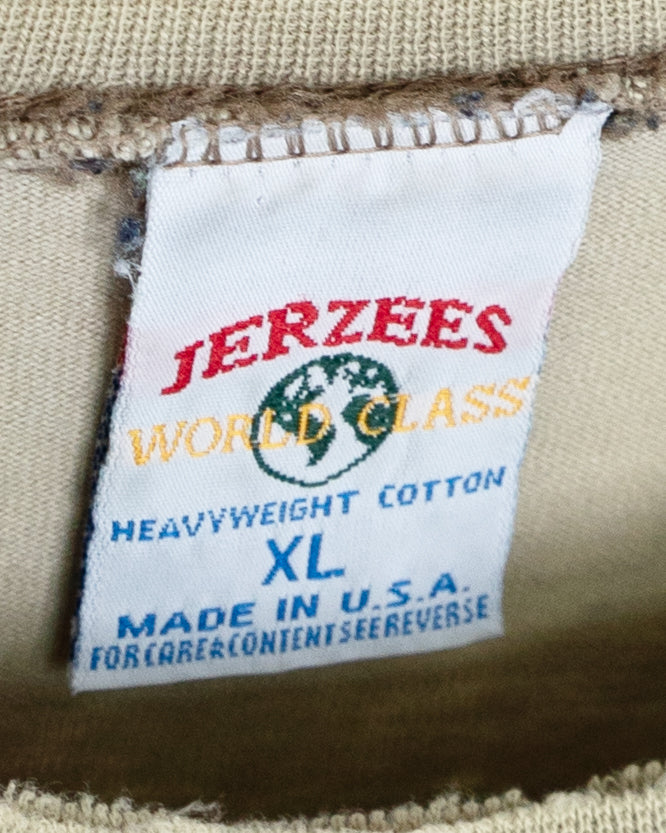 JERZEES
WORLD CLASS
HEAVYWEIGHT COTTON
XL
MADE IN U.S.A.
FOR CARE & CONTENT SEE REVERSE